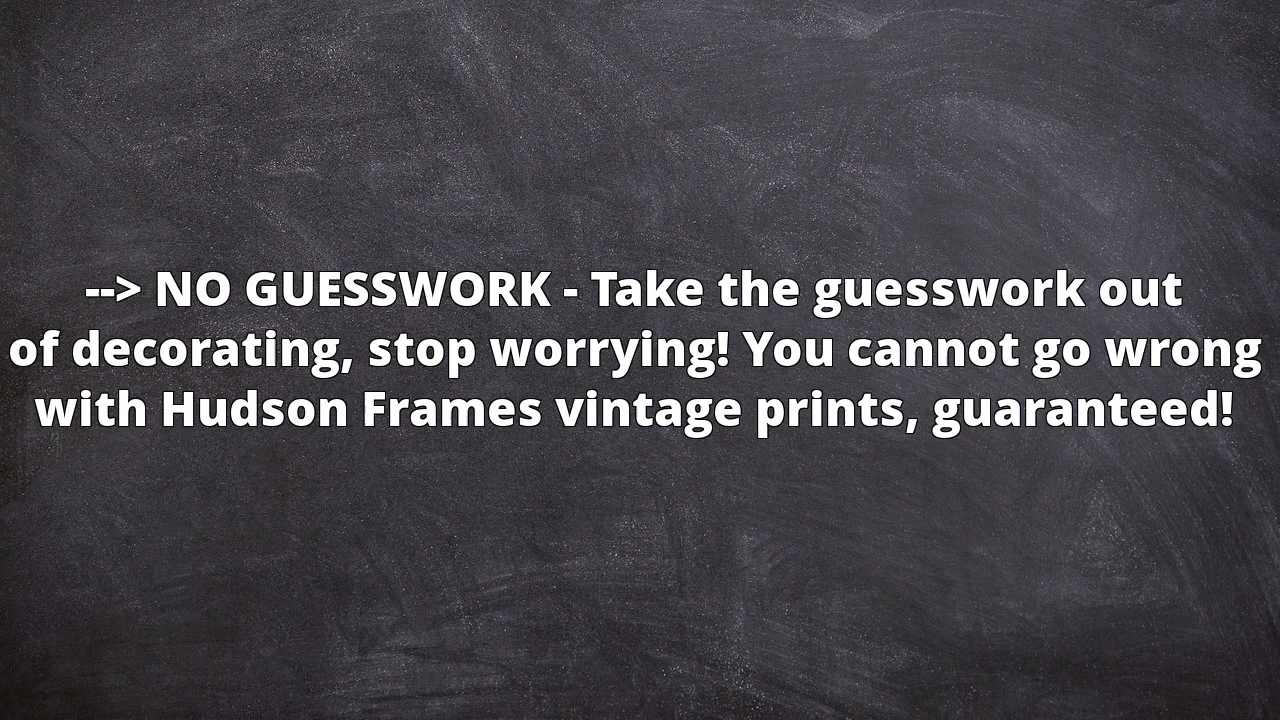 --> NO GUESSWORK - Take the guesswork out
of decorating, stop worrying! You cannot go wrong
with Hudson Frames vintage prints, guaranteed!